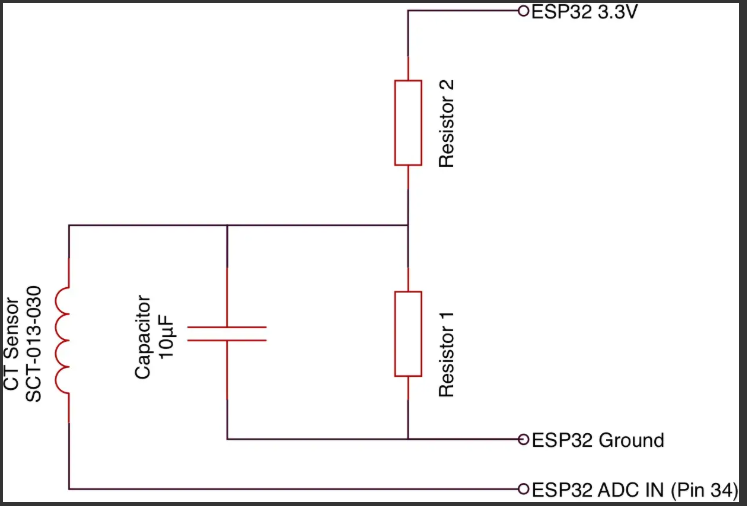 ESP32 3.3V
Resistor 2
CT Sensor
SCT-013-030
Capacitor
10µF
Resistor 1
ESP32 Ground
ESP32 ADC IN (Pin 34)